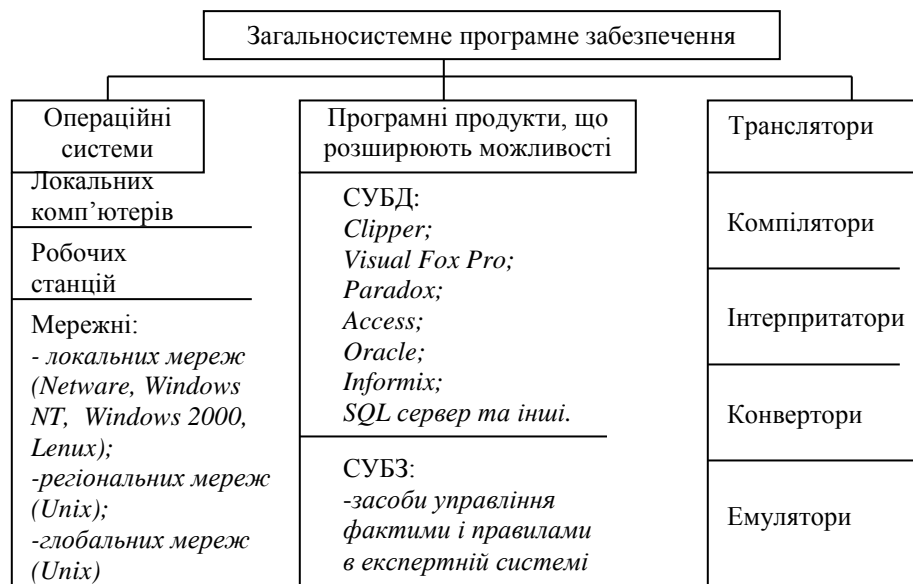 Загальносистемне програмне забезпечення
Операційні
системи
Локальних
комп’ютерів
Робочих
станцій
Мережні:
- локальних мереж
(Netware, Windows
NT, Windows 2000,
Lenux);
-регіональних мереж
(Unix);
-глобальних мереж
(Unix)
Програмні продукти, що
розширюють можливості
СУБД:
Clipper;
Visual Fox Pro;
Paradox;
Access;
Oracle;
Informix;
SQL сервер та інші.
СУБЗ:
-засоби управління
фактими і правилами
в експертній системі
Транслятори
Компілятори
Інтерпритатори
Конвертори
Емулятори